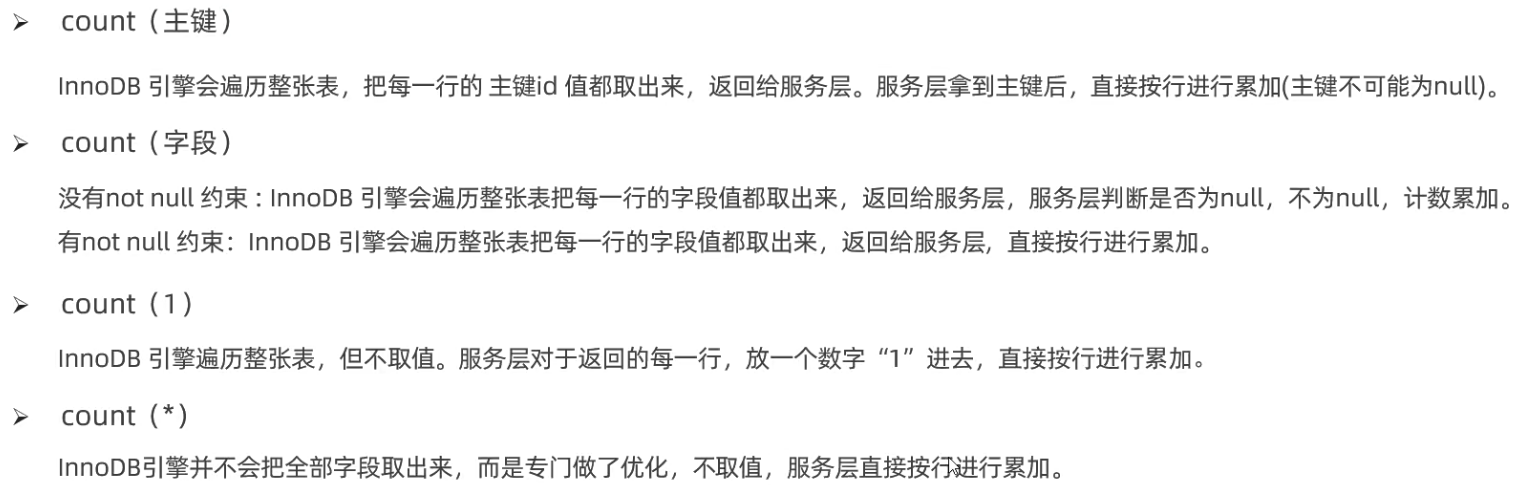 ➢ count（主键）
InnoDB 引擎会遍历整张表，把每一行的 主键id 值都取出来，返回给服务层。服务层拿到主键后，直接按行进行累加(主键不可能为null)。
➢ count（字段）
没有not null 约束 : InnoDB 引擎会遍历整张表把每一行的字段值都取出来，返回给服务层，服务层判断是否为null，不为null，计数累加。
有not null 约束：InnoDB 引擎会遍历整张表把每一行的字段值都取出来，返回给服务层，直接按行进行累加。
➢ count（1）
InnoDB 引擎遍历整张表，但不取值。服务层对于返回的每一行，放一个数字“1”进去，直接按行进行累加。
➢ count（*）
InnoDB引擎并不会把全部字段取出来，而是专门做了优化，不取值，服务层直接按行进行累加。